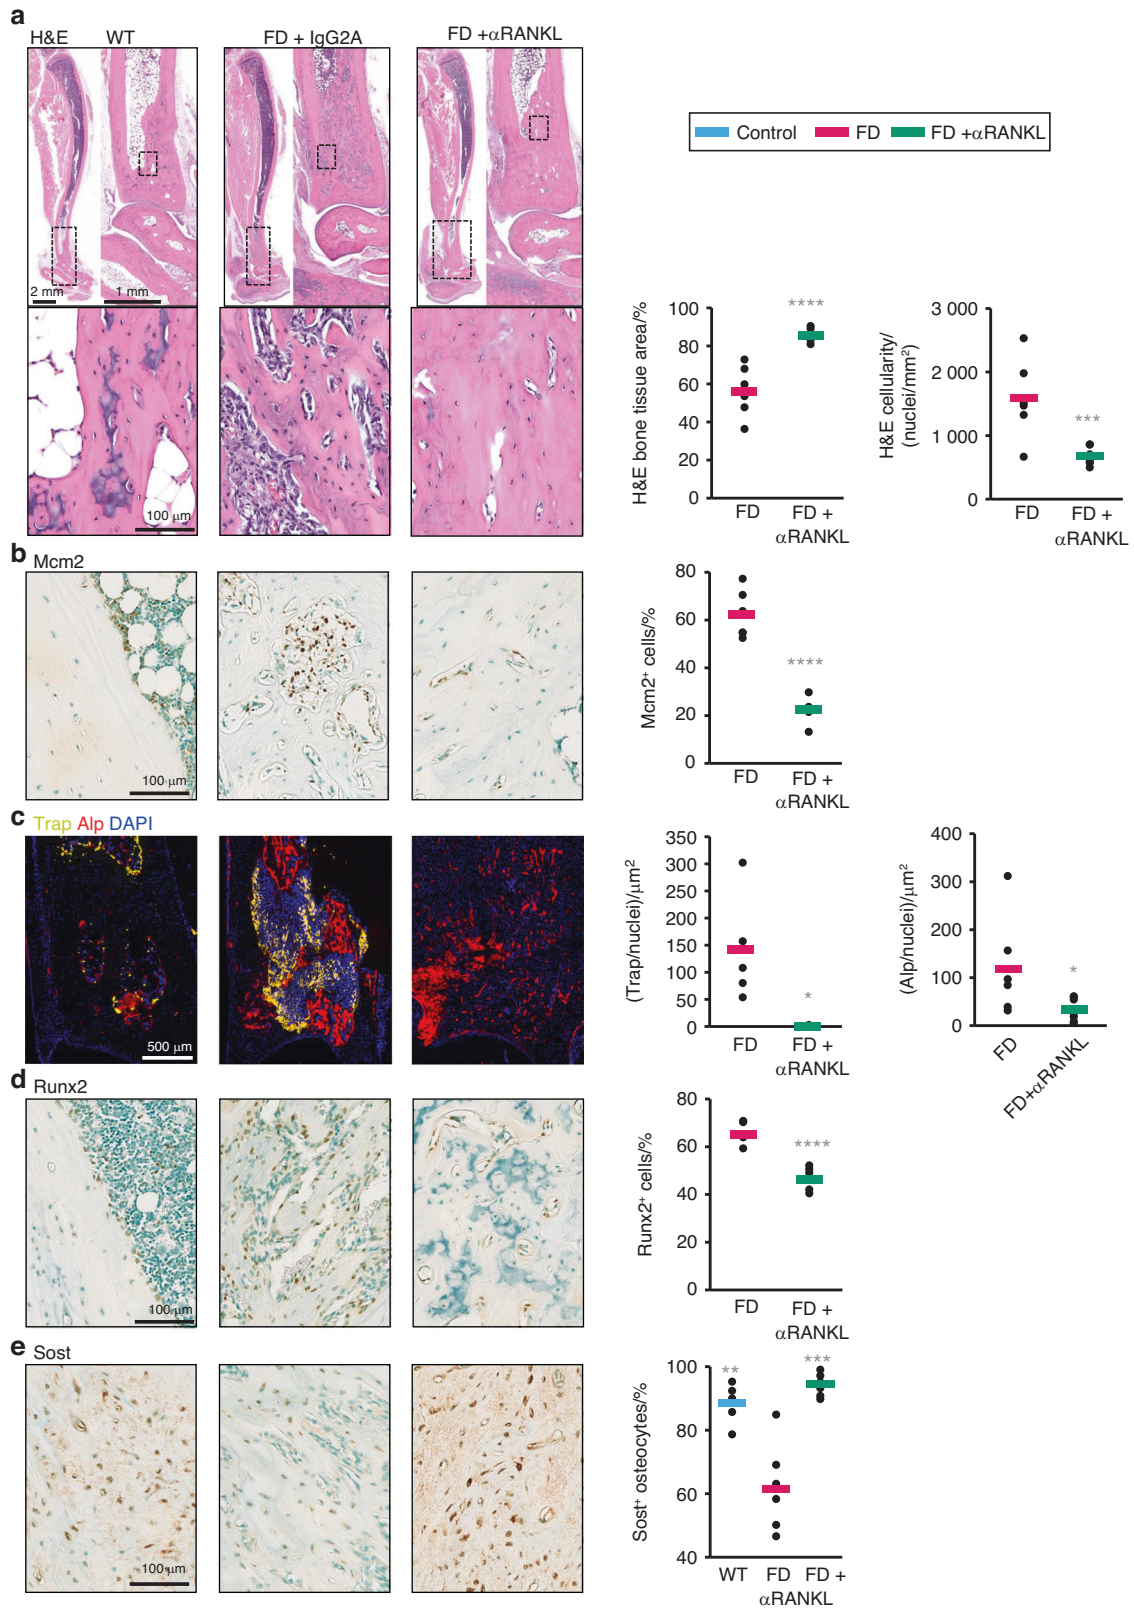 a
H&E WT FD + IgG2A FD +αRANKL
Control FD FD +αRANKL
2 mm 1 mm
100 µm
H&E bone tissue area/%
100
80
60
40
20
0
****
FD FD +
αRANKL
H&E cellularity/
(nuclei/mm²)
3 000
2 000
1 000
0
***
FD FD +
αRANKL
b Mcm2
100 µm
Mcm2⁺ cells/%
80
60
40
20
0
****
FD FD +
αRANKL
c Trap Alp DAPI
500 µm
(Trap/nuclei)/µm²
350
300
250
200
150
100
50
0
*
FD FD +
αRANKL
(Alp/nuclei)/µm²
400
300
200
100
0
*
FD FD+αRANKL
d Runx2
100 µm
Runx2⁺ cells/%
80
60
40
20
0
****
FD FD +
αRANKL
e Sost
100 µm
Sost⁺ osteocytes/%
100
80
60
40
** ***
WT FD FD +
αRANKL